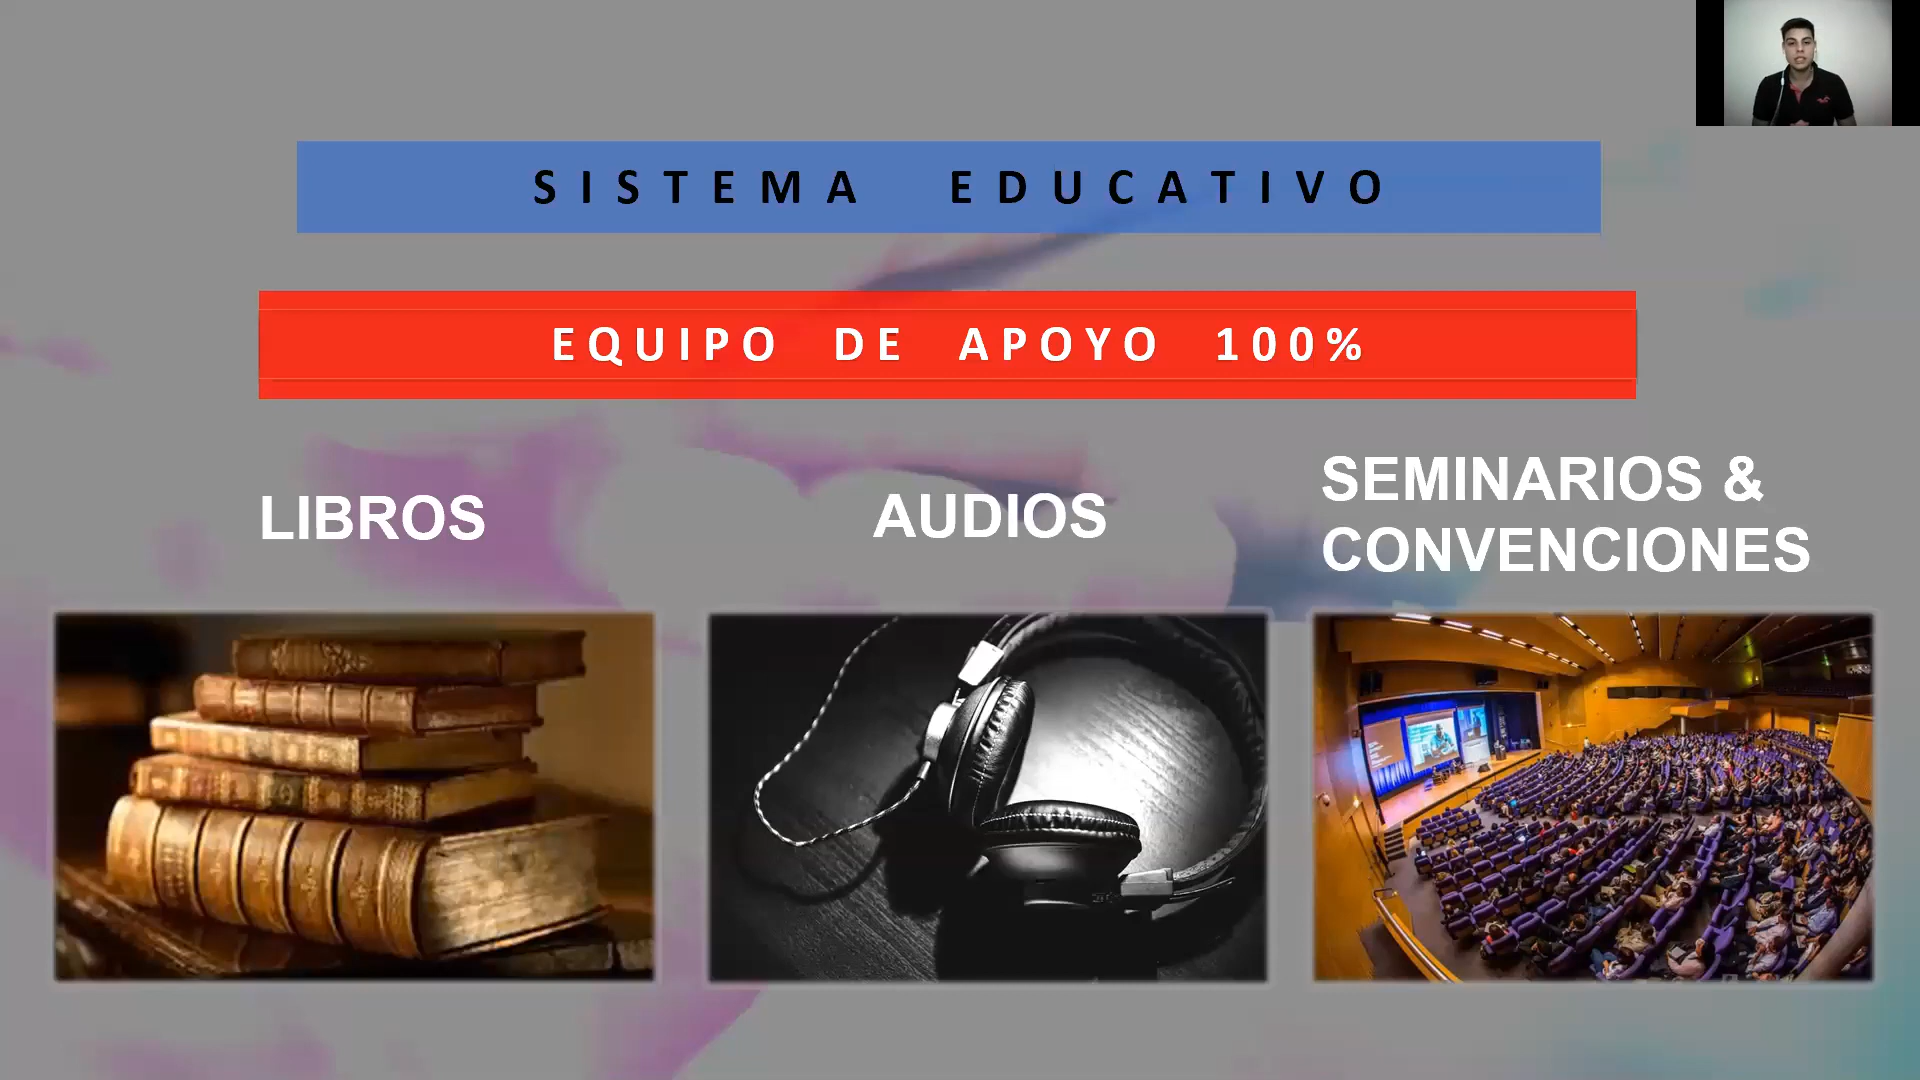 SISTEMA EDUCATIVO
EQUIPO DE APOYO 100%
LIBROS
AUDIOS
SEMINARIOS &
CONVENCIONES